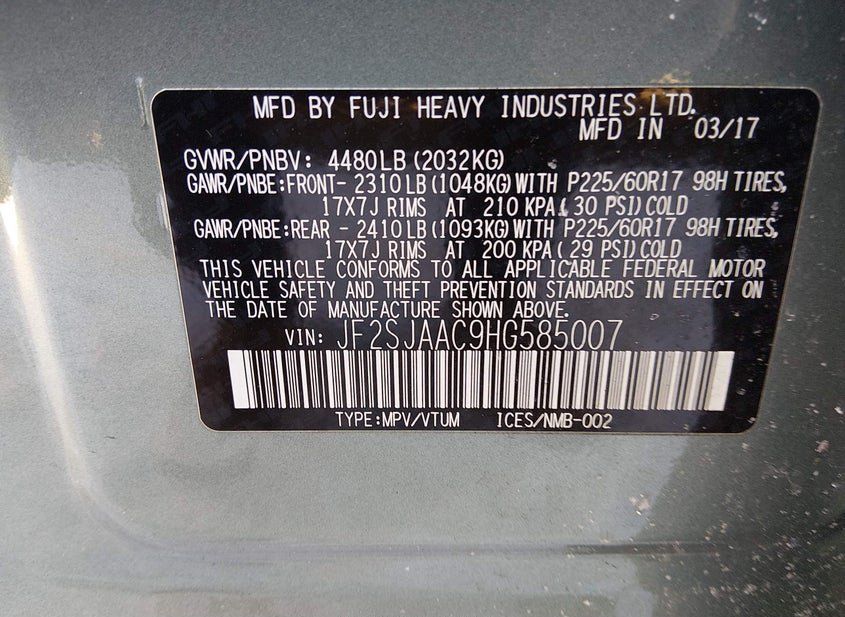 MFD BY FUJI HEAVY INDUSTRIES LTD.
MFD IN 03/17
GVWR/PNBV: 4480LB (2032KG)
GAWR/PNBE:FRONT- 2310LB (1048KG) WITH P225/60R17 98H TIRES,
17X7J RIMS AT 210 KPA( 30 PSI) COLD
GAWR/PNBE:REAR - 2410LB (1093KG) WITH P225/60R17 98H TIRES,
17X7J RIMS AT 200 KPA( 29 PSI) COLD
THIS VEHICLE CONFORMS TO ALL APPLICABLE FEDERAL MOTOR
VEHICLE SAFETY AND THEFT PREVENTION STANDARDS IN EFFECT ON
THE DATE OF MANUFACTURE SHOWN ABOVE.
VIN: JF2SJAAC9HG585007
TYPE:MPV/VTUM ICES/NMB-002